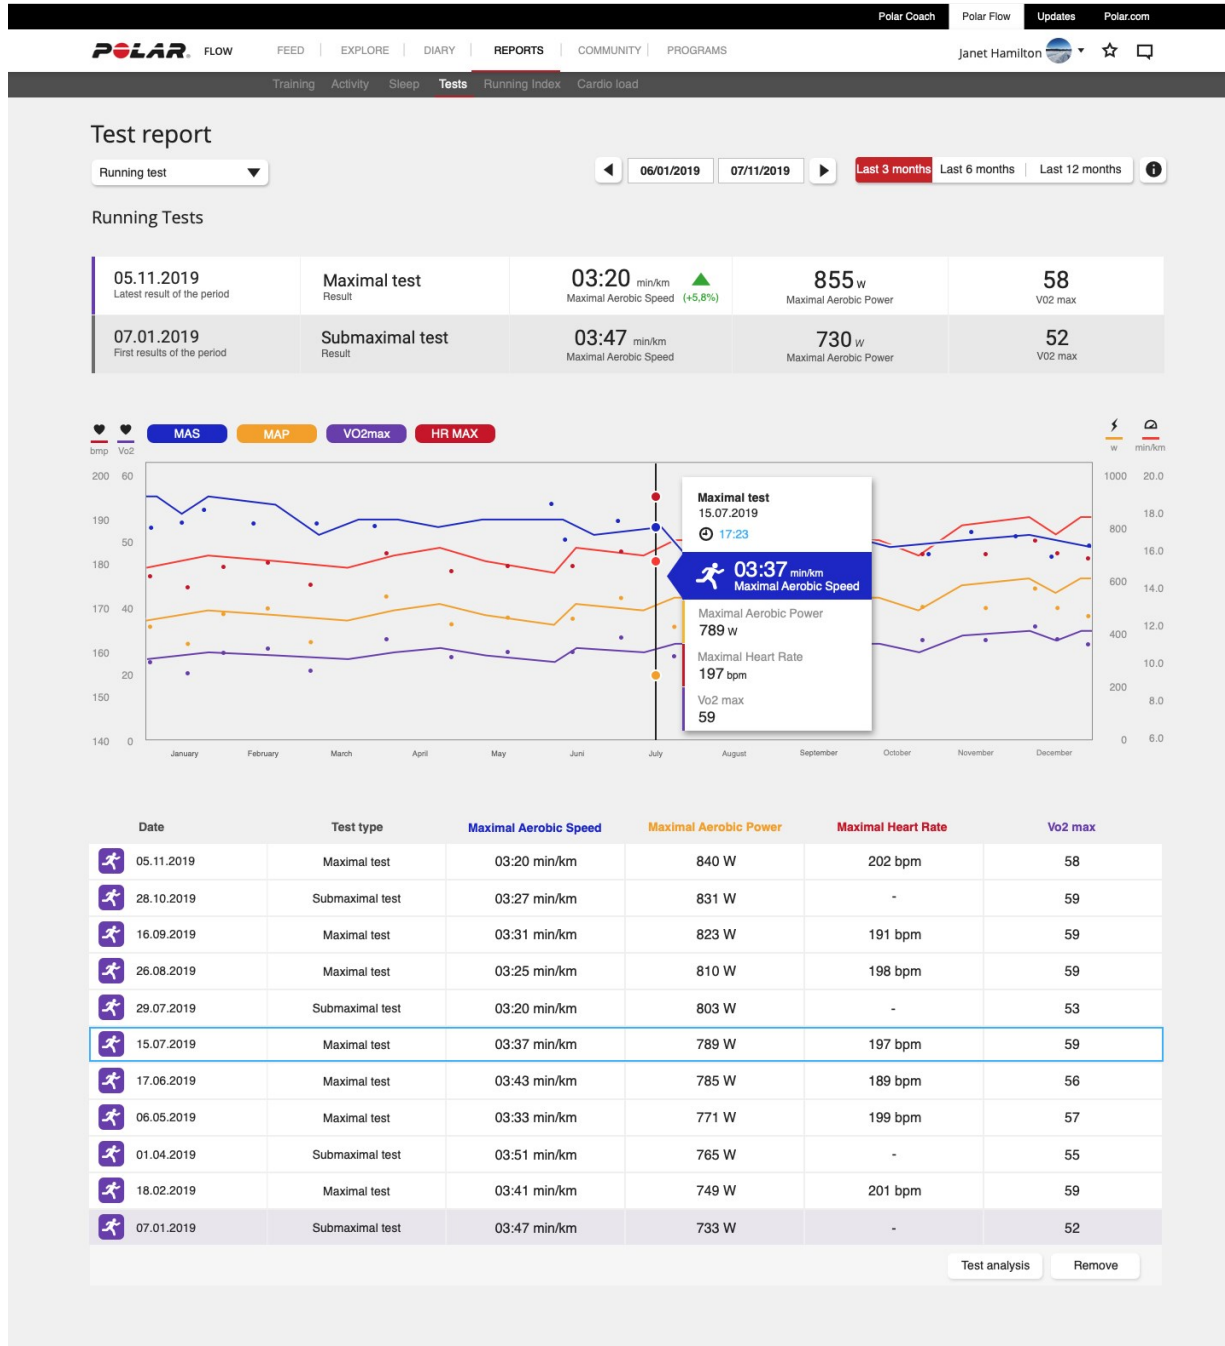 Polar Coach Polar Flow Updates Polar.com
POLAR. FLOW FEED EXPLORE DIARY REPORTS COMMUNITY PROGRAMS Janet Hamilton
Training Activity Sleep Tests Running Index Cardio load
Test report
Running test 06/01/2019 07/11/2019 Last 3 months Last 6 months Last 12 months
Running Tests
05.11.2019 Maximal test 03:20 min/km 855 w 58
Latest result of the period Result Maximal Aerobic Speed (+5,8%) Maximal Aerobic Power V02 max
07.01.2019 Submaximal test 03:47 min/km 730 w 52
First results of the period Result Maximal Aerobic Speed Maximal Aerobic Power V02 max
MAS MAP VO2max HR MAX
bmp Vo2 w min/km
200 60 1000 20.0
Maximal test
15.07.2019
18.0
190 800
17:23
50 16.0
180 03:37 min/km
Maximal Aerobic Speed
600 14.0
170 40 Maximal Aerobic Power
789 w
12.0
400
160 Maximal Heart Rate 10.0
197 bpm
20 200
150 Vo2 max 8.0
59
140 0 0 6.0
January February March April May Juni July August September October November December
Date Test type Maximal Aerobic Speed Maximal Aerobic Power Maximal Heart Rate Vo2 max
05.11.2019 Maximal test 03:20 min/km 840 W 202 bpm 58
28.10.2019 Submaximal test 03:27 min/km 831 W - 59
16.09.2019 Maximal test 03:31 min/km 823 W 191 bpm 59
26.08.2019 Maximal test 03:25 min/km 810 W 198 bpm 59
29.07.2019 Submaximal test 03:20 min/km 803 W - 53
15.07.2019 Maximal test 03:37 min/km 789 W 197 bpm 59
17.06.2019 Maximal test 03:43 min/km 785 W 189 bpm 56
06.05.2019 Maximal test 03:33 min/km 771 W 199 bpm 57
01.04.2019 Submaximal test 03:51 min/km 765 W - 55
18.02.2019 Maximal test 03:41 min/km 749 W 201 bpm 59
07.01.2019 Submaximal test 03:47 min/km 733 W - 52
Test analysis Remove